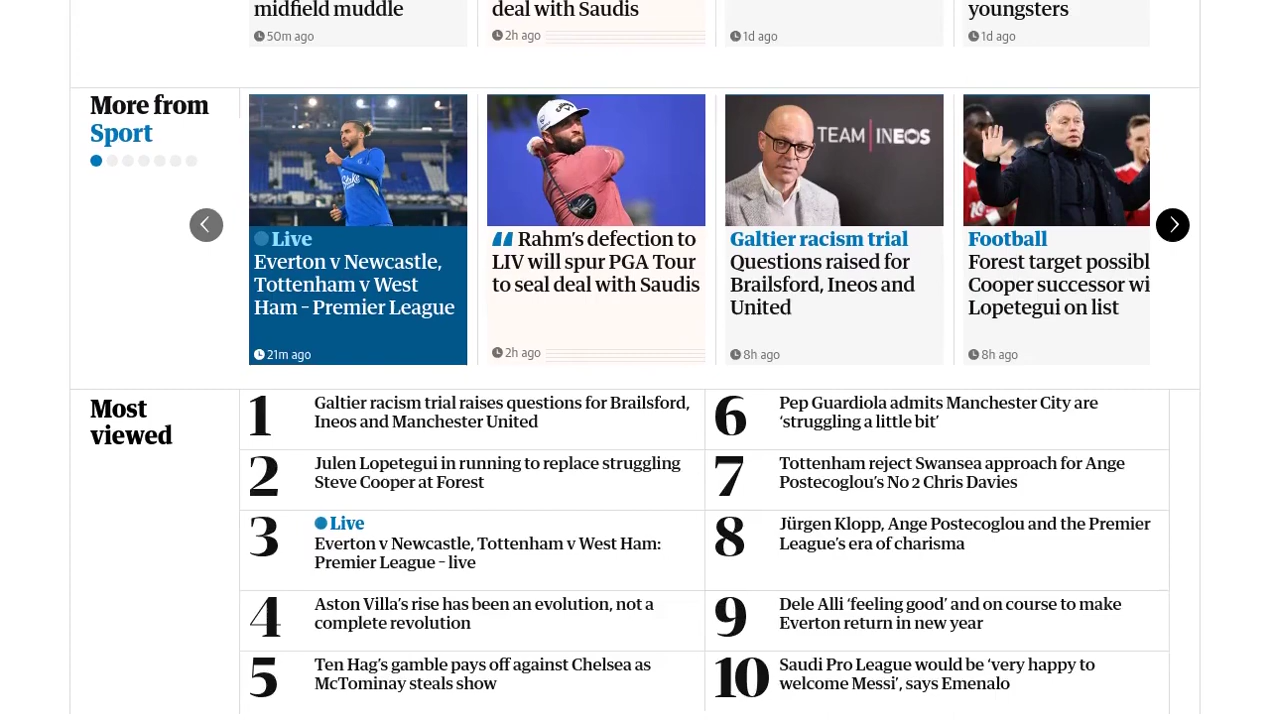 midfield muddle
50m ago
deal with Saudis
2h ago
1d ago
youngsters
1d ago
More from
Sport
Live
Everton v Newcastle,
Tottenham v West
Ham – Premier League
21m ago
Rahm’s defection to
LIV will spur PGA Tour
to seal deal with Saudis
2h ago
TEAM INEOS
Galtier racism trial
Questions raised for
Brailsford, Ineos and
United
8h ago
Football
Forest target possibl
Cooper successor wi
Lopetegui on list
8h ago
Most
viewed
1
Galtier racism trial raises questions for Brailsford,
Ineos and Manchester United
2
Julen Lopetegui in running to replace struggling
Steve Cooper at Forest
3
Live
Everton v Newcastle, Tottenham v West Ham:
Premier League – live
4
Aston Villa’s rise has been an evolution, not a
complete revolution
5
Ten Hag’s gamble pays off against Chelsea as
McTominay steals show
6
Pep Guardiola admits Manchester City are
‘struggling a little bit’
7
Tottenham reject Swansea approach for Ange
Postecoglou’s No 2 Chris Davies
8
Jürgen Klopp, Ange Postecoglou and the Premier
League’s era of charisma
9
Dele Alli ‘feeling good’ and on course to make
Everton return in new year
10
Saudi Pro League would be ‘very happy to
welcome Messi’, says Emenalo